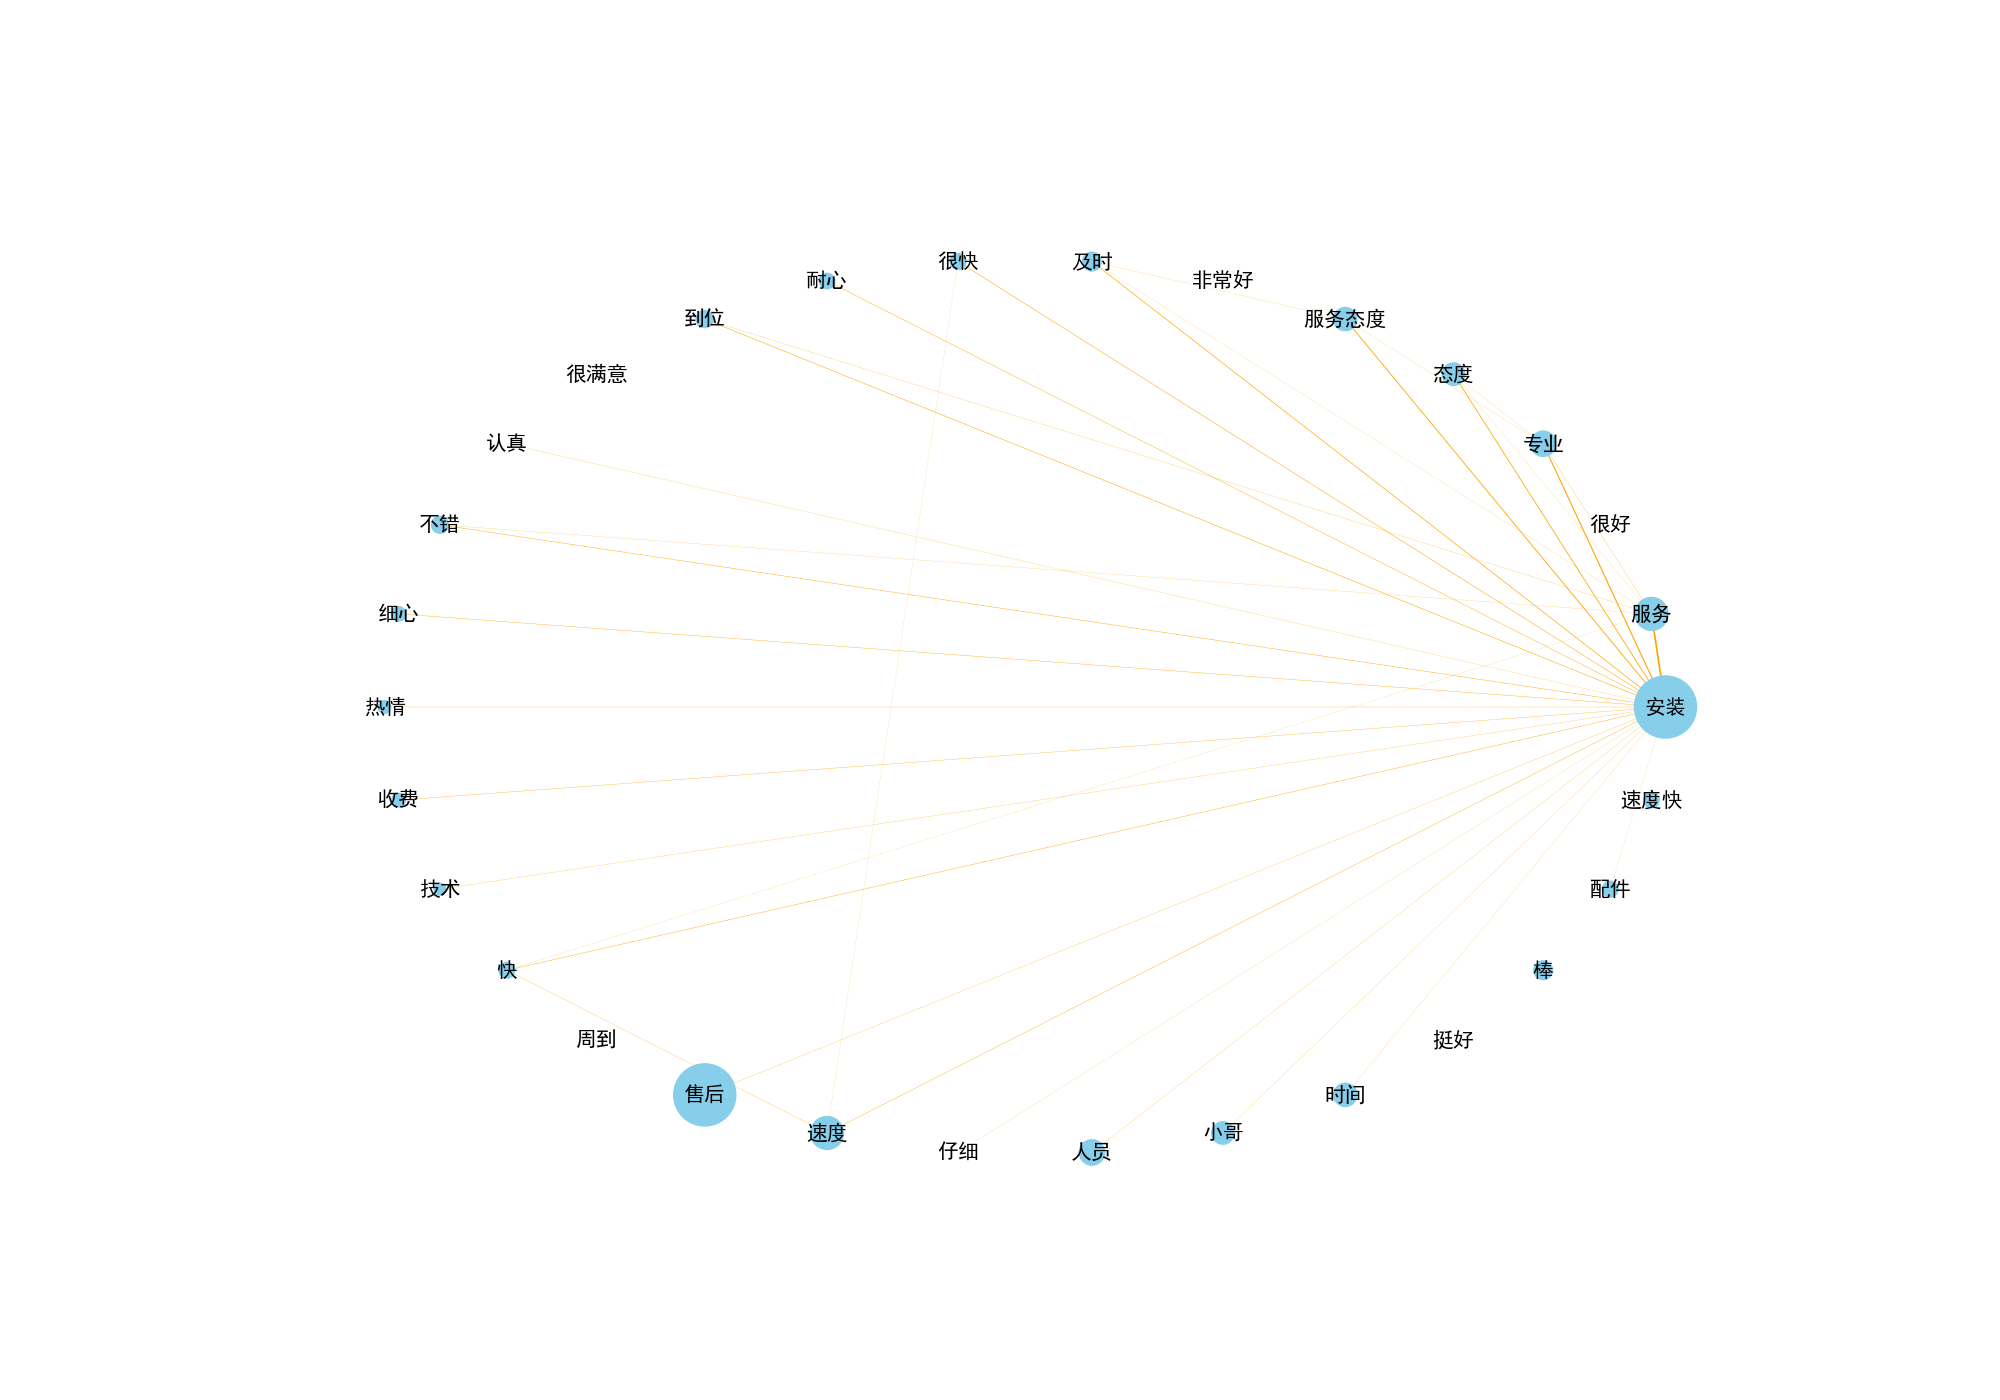 很快
及时
耐心
非常好
到位
服务态度
很满意
态度
认真
专业
不错
很好
细心
服务
热情
安装
收费
速度快
技术
配件
快
棒
周到
挺好
售后
时间
速度
小哥
仔细
人员